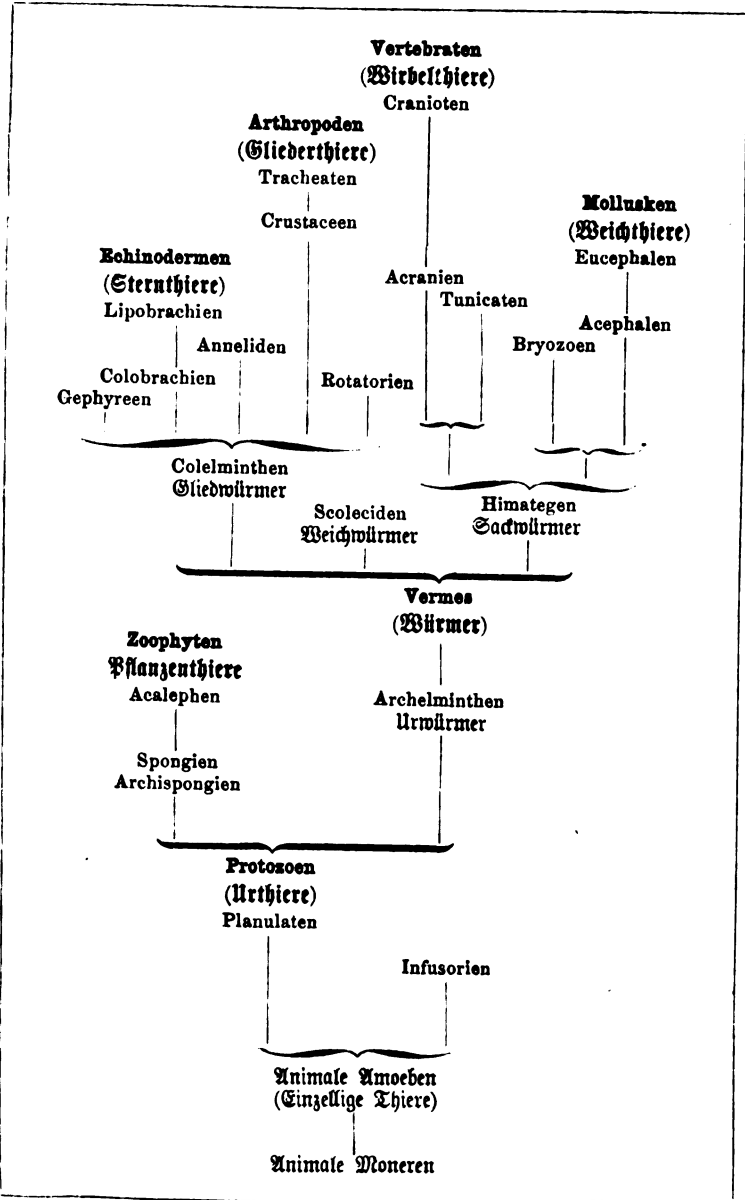 Vertebraten
(Wirbelthiere)
Cranioten
Arthropoden
(Gliederthiere)
Tracheaten
Crustaceen
Mollusken
(Weichthiere)
Eucephalen
Echinodermen
(Sternthiere)
Lipobrachien
Acranien
Tunicaten
Acephalen
Anneliden
Bryozoen
Colobrachien
Rotatorien
Gephyreen
Colelminthen
Gliedwürmer
Scoleciden
Weichwürmer
Himategen
Sackwürmer
Vermes
(Würmer)
Zoophyten
Pflanzenthiere
Acalephen
Archelminthen
Urwürmer
Spongien
Archispongien
Protozoen
(Urthiere)
Planulaten
Infusorien
Animale Amoeben
(Einzellige Thiere)
Animale Moneren